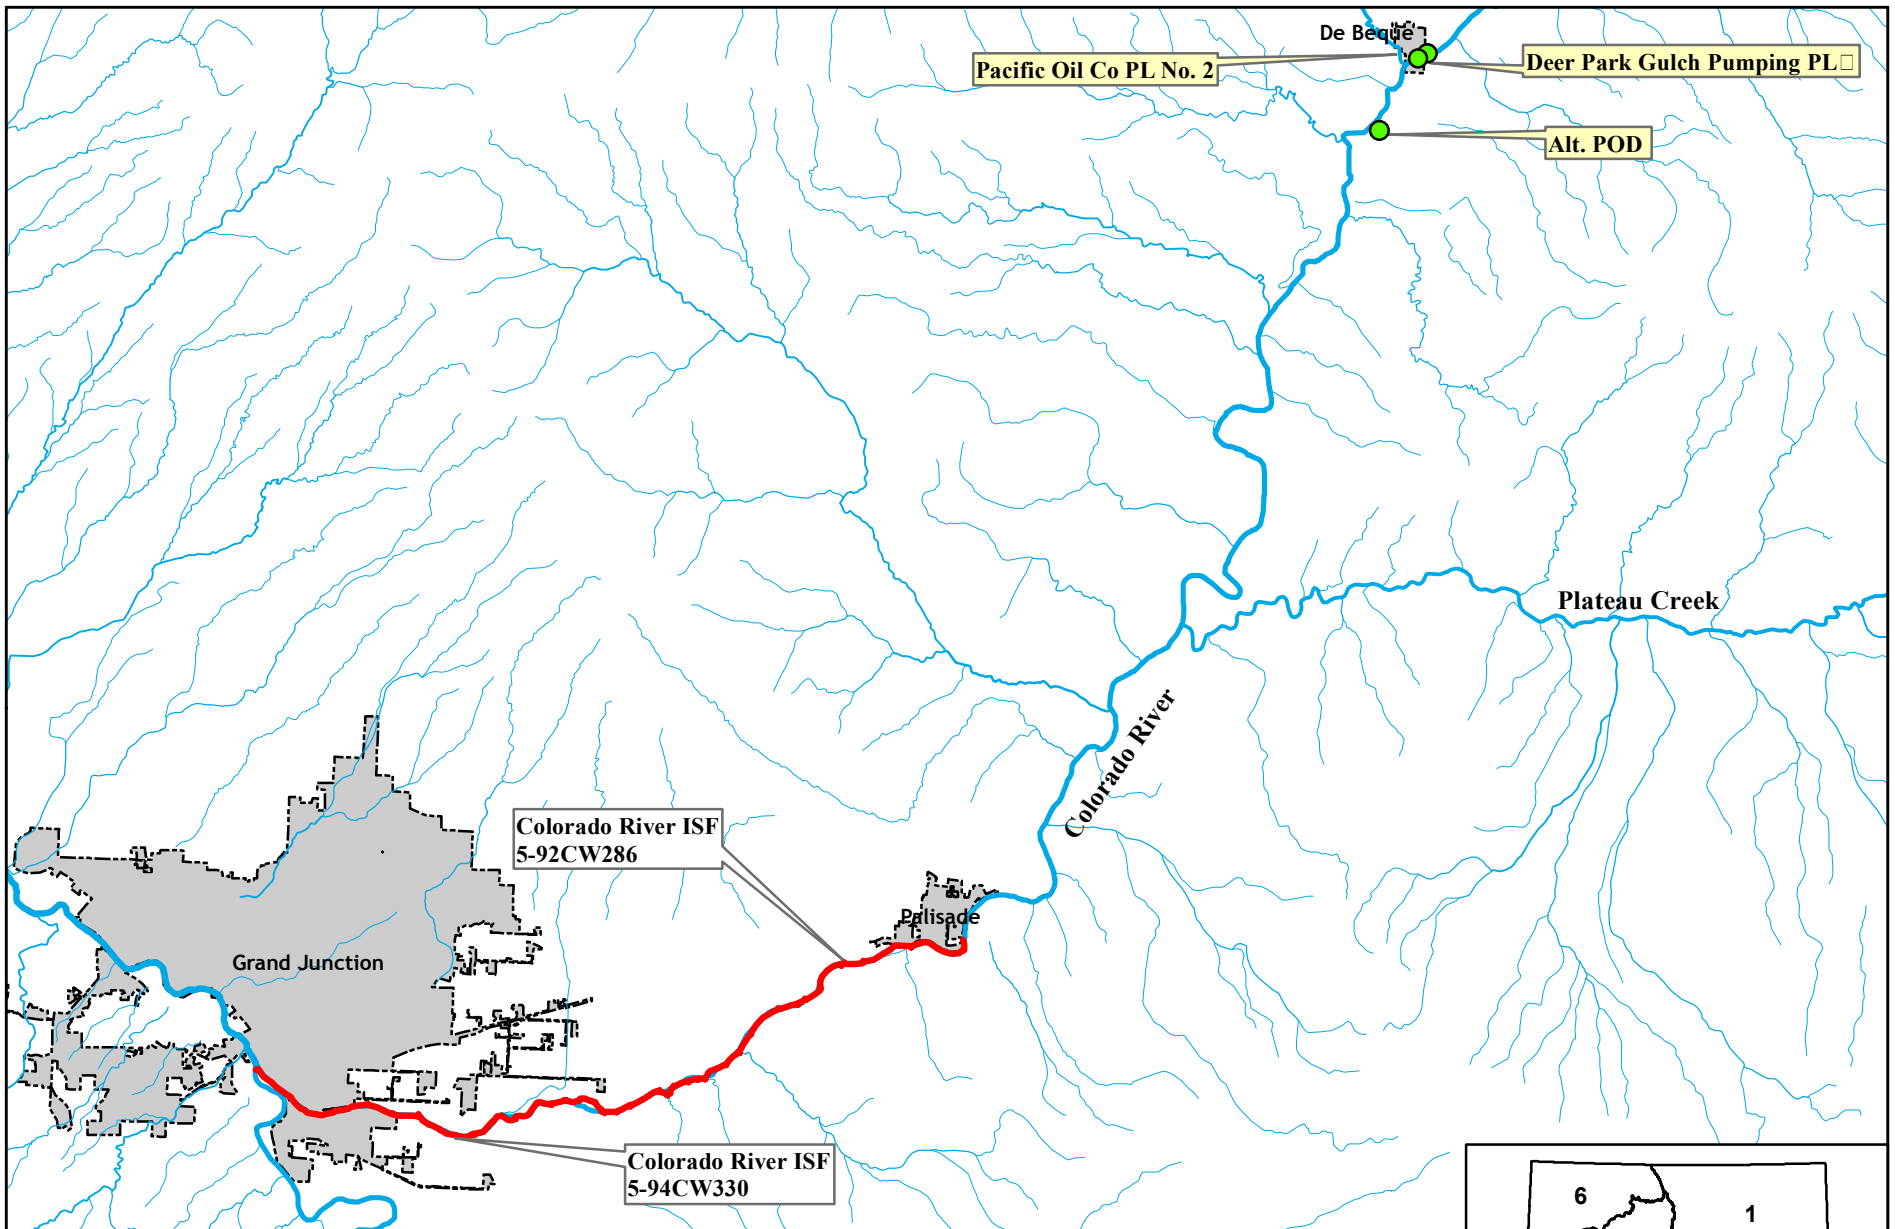 De Beque
Pacific Oil Co PL No. 2
Deer Park Gulch Pumping PL□
Alt. POD
Plateau Creek
Colorado River
Colorado River ISF
5-92CW286
Palisade
Grand Junction
Colorado River ISF
5-94CW330
6
1